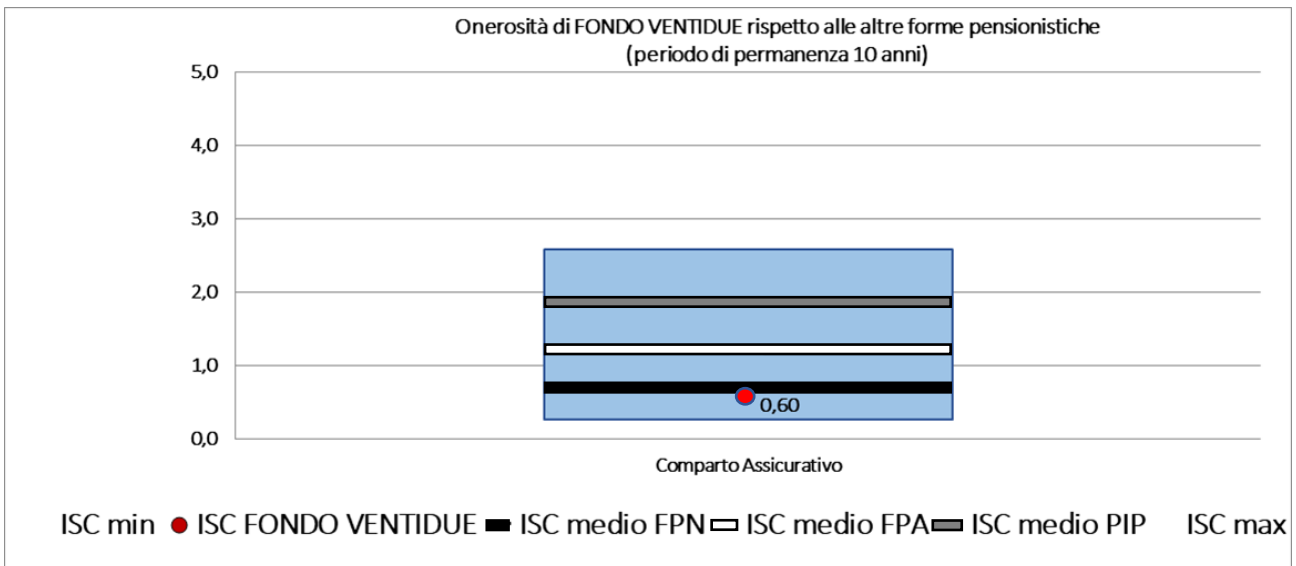 Onerosità di FONDO VENTIDUE rispetto alle altre forme pensionistiche
(periodo di permanenza 10 anni)
5,0
4,0
3,0
2,0
1,0
0,60
0,0
Comparto Assicurativo
ISC min ISC FONDO VENTIDUE ISC medio FPN ISC medio FPA ISC medio PIP ISC max